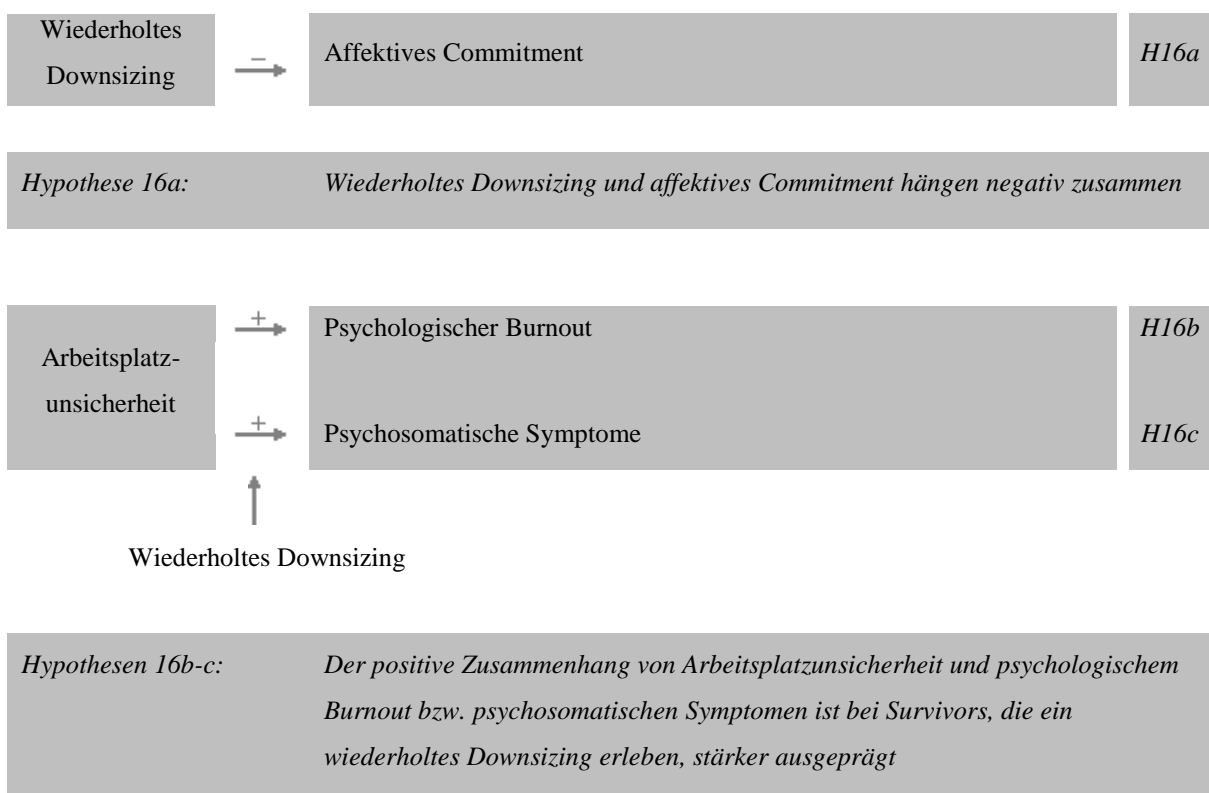 Wiederholtes
Downsizing
−
Affektives Commitment
H16a
Hypothese 16a:
Wiederholtes Downsizing und affektives Commitment hängen negativ zusammen
Arbeitsplatz-
unsicherheit
+
Psychologischer Burnout
H16b
+
Psychosomatische Symptome
H16c
Wiederholtes Downsizing
Hypothesen 16b-c:
Der positive Zusammenhang von Arbeitsplatzunsicherheit und psychologischem
Burnout bzw. psychosomatischen Symptomen ist bei Survivors, die ein
wiederholtes Downsizing erleben, stärker ausgeprägt